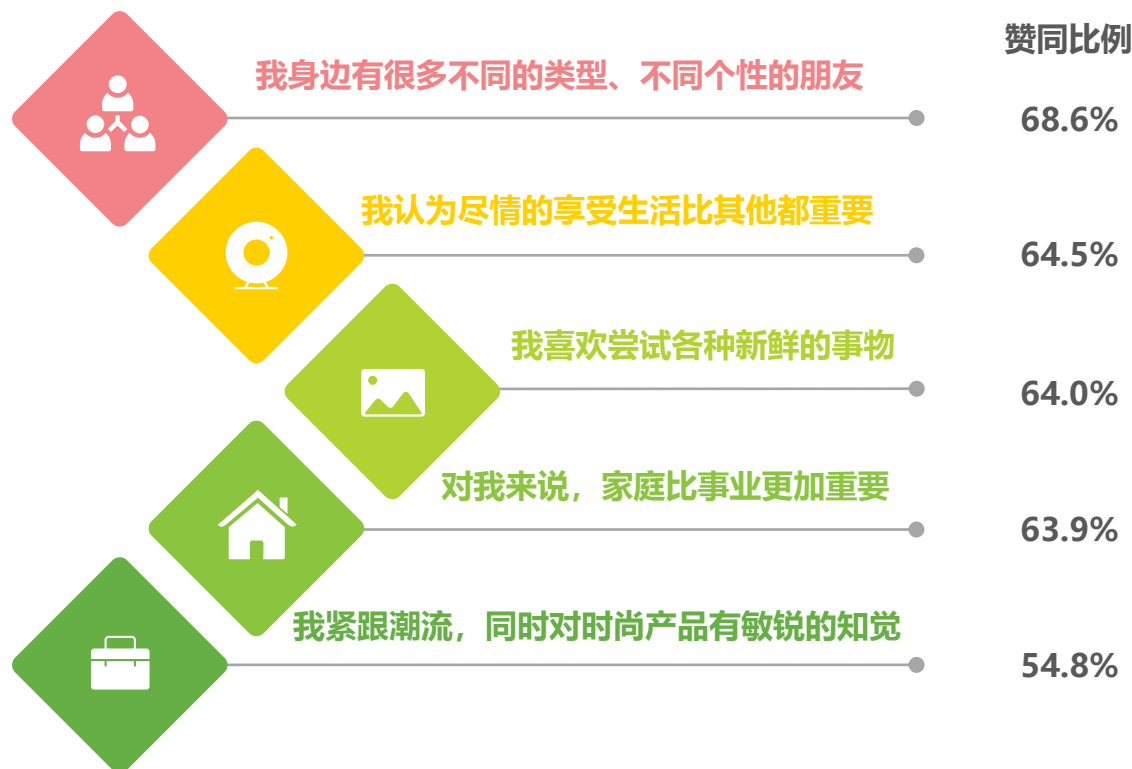 赞同比例
我身边有很多不同的类型、不同个性的朋友
68.6%
我认为尽情的享受生活比其他都重要
64.5%
我喜欢尝试各种新鲜的事物
64.0%
对我来说，家庭比事业更加重要
63.9%
我紧跟潮流，同时对时尚产品有敏锐的知觉
54.8%